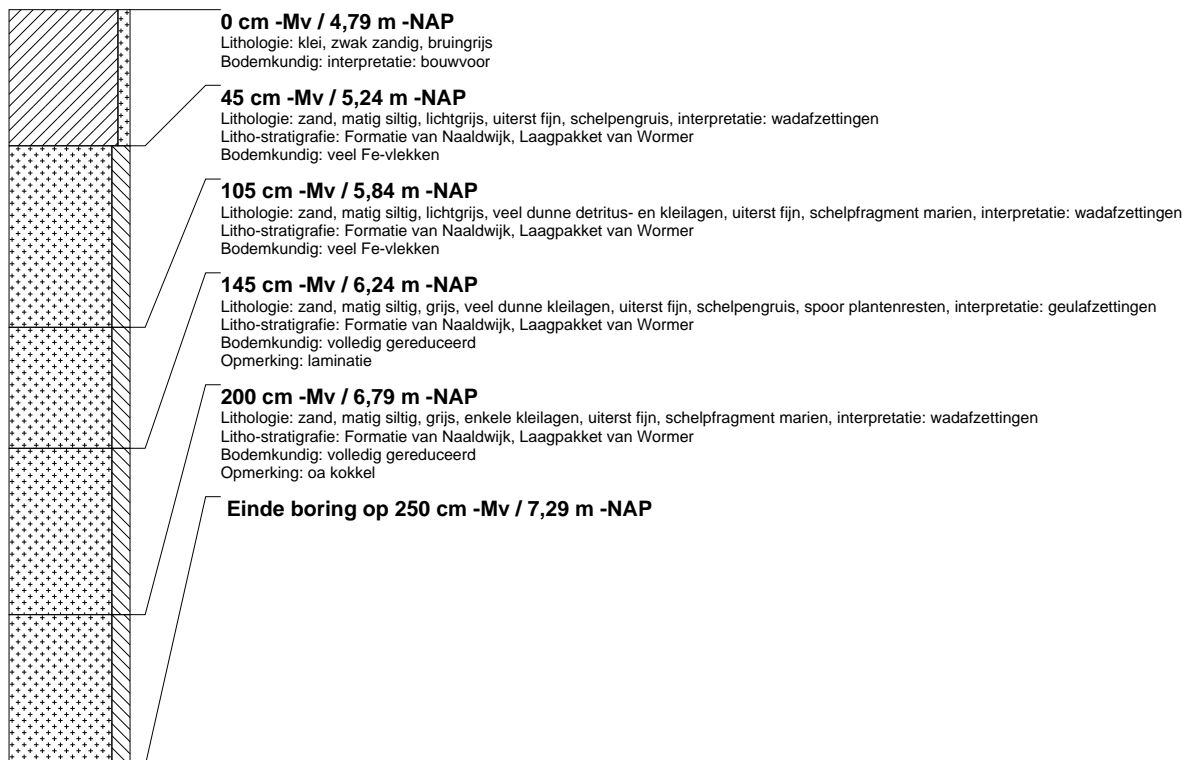 0 cm -Mv / 4,79 m -NAP
Lithologie: klei, zwak zandig, bruingrijs
Bodemkundig: interpretatie: bouwvoor
45 cm -Mv / 5,24 m -NAP
Lithologie: zand, matig siltig, lichtgrijs, uiterst fijn, schelpengruis, interpretatie: wadafzettingen
Litho-stratigrafie: Formatie van Naaldwijk, Laagpakket van Wormer
Bodemkundig: veel Fe-vlekken
105 cm -Mv / 5,84 m -NAP
Lithologie: zand, matig siltig, lichtgrijs, veel dunne detritus- en kleilagen, uiterst fijn, schelpfragment marien, interpretatie: wadafzettingen
Litho-stratigrafie: Formatie van Naaldwijk, Laagpakket van Wormer
Bodemkundig: veel Fe-vlekken
145 cm -Mv / 6,24 m -NAP
Lithologie: zand, matig siltig, grijs, veel dunne kleilagen, uiterst fijn, schelpengruis, spoor plantenresten, interpretatie: geulafzettingen
Litho-stratigrafie: Formatie van Naaldwijk, Laagpakket van Wormer
Bodemkundig: volledig gereduceerd
Opmerking: laminatie
200 cm -Mv / 6,79 m -NAP
Lithologie: zand, matig siltig, grijs, enkele kleilagen, uiterst fijn, schelpfragment marien, interpretatie: wadafzettingen
Litho-stratigrafie: Formatie van Naaldwijk, Laagpakket van Wormer
Bodemkundig: volledig gereduceerd
Opmerking: oa kokkel
Einde boring op 250 cm -Mv / 7,29 m -NAP